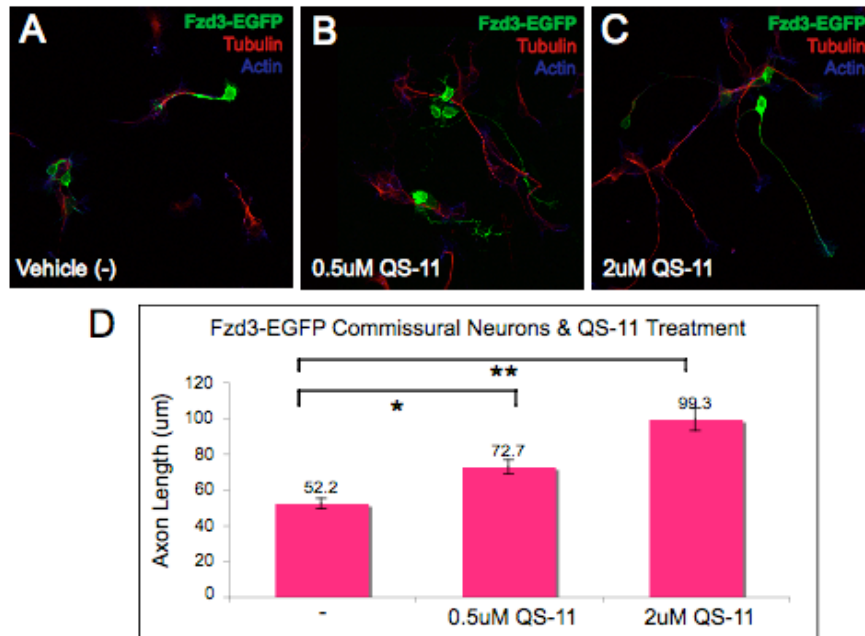 A
Fzd3-EGFP
Tubulin
Actin
Vehicle (-)
B
Fzd3-EGFP
Tubulin
Actin
0.5uM QS-11
C
Fzd3-EGFP
Tubulin
Actin
2uM QS-11
D
Fzd3-EGFP Commissural Neurons & QS-11 Treatment
**
*
Axon Length (um)
120
100
80
60
40
20
0
52.2
72.7
99.3
-
0.5uM QS-11
2uM QS-11